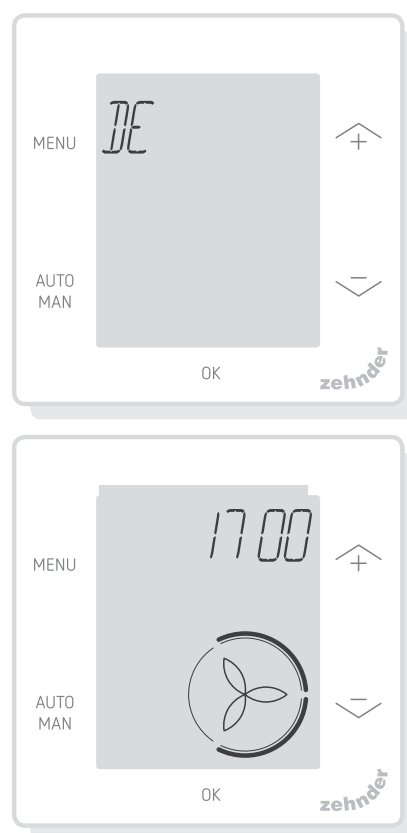 DE
MENU
+
AUTO
MAN
−
OK
zehnder
17 00
MENU
+
AUTO
MAN
−
OK
zehnder